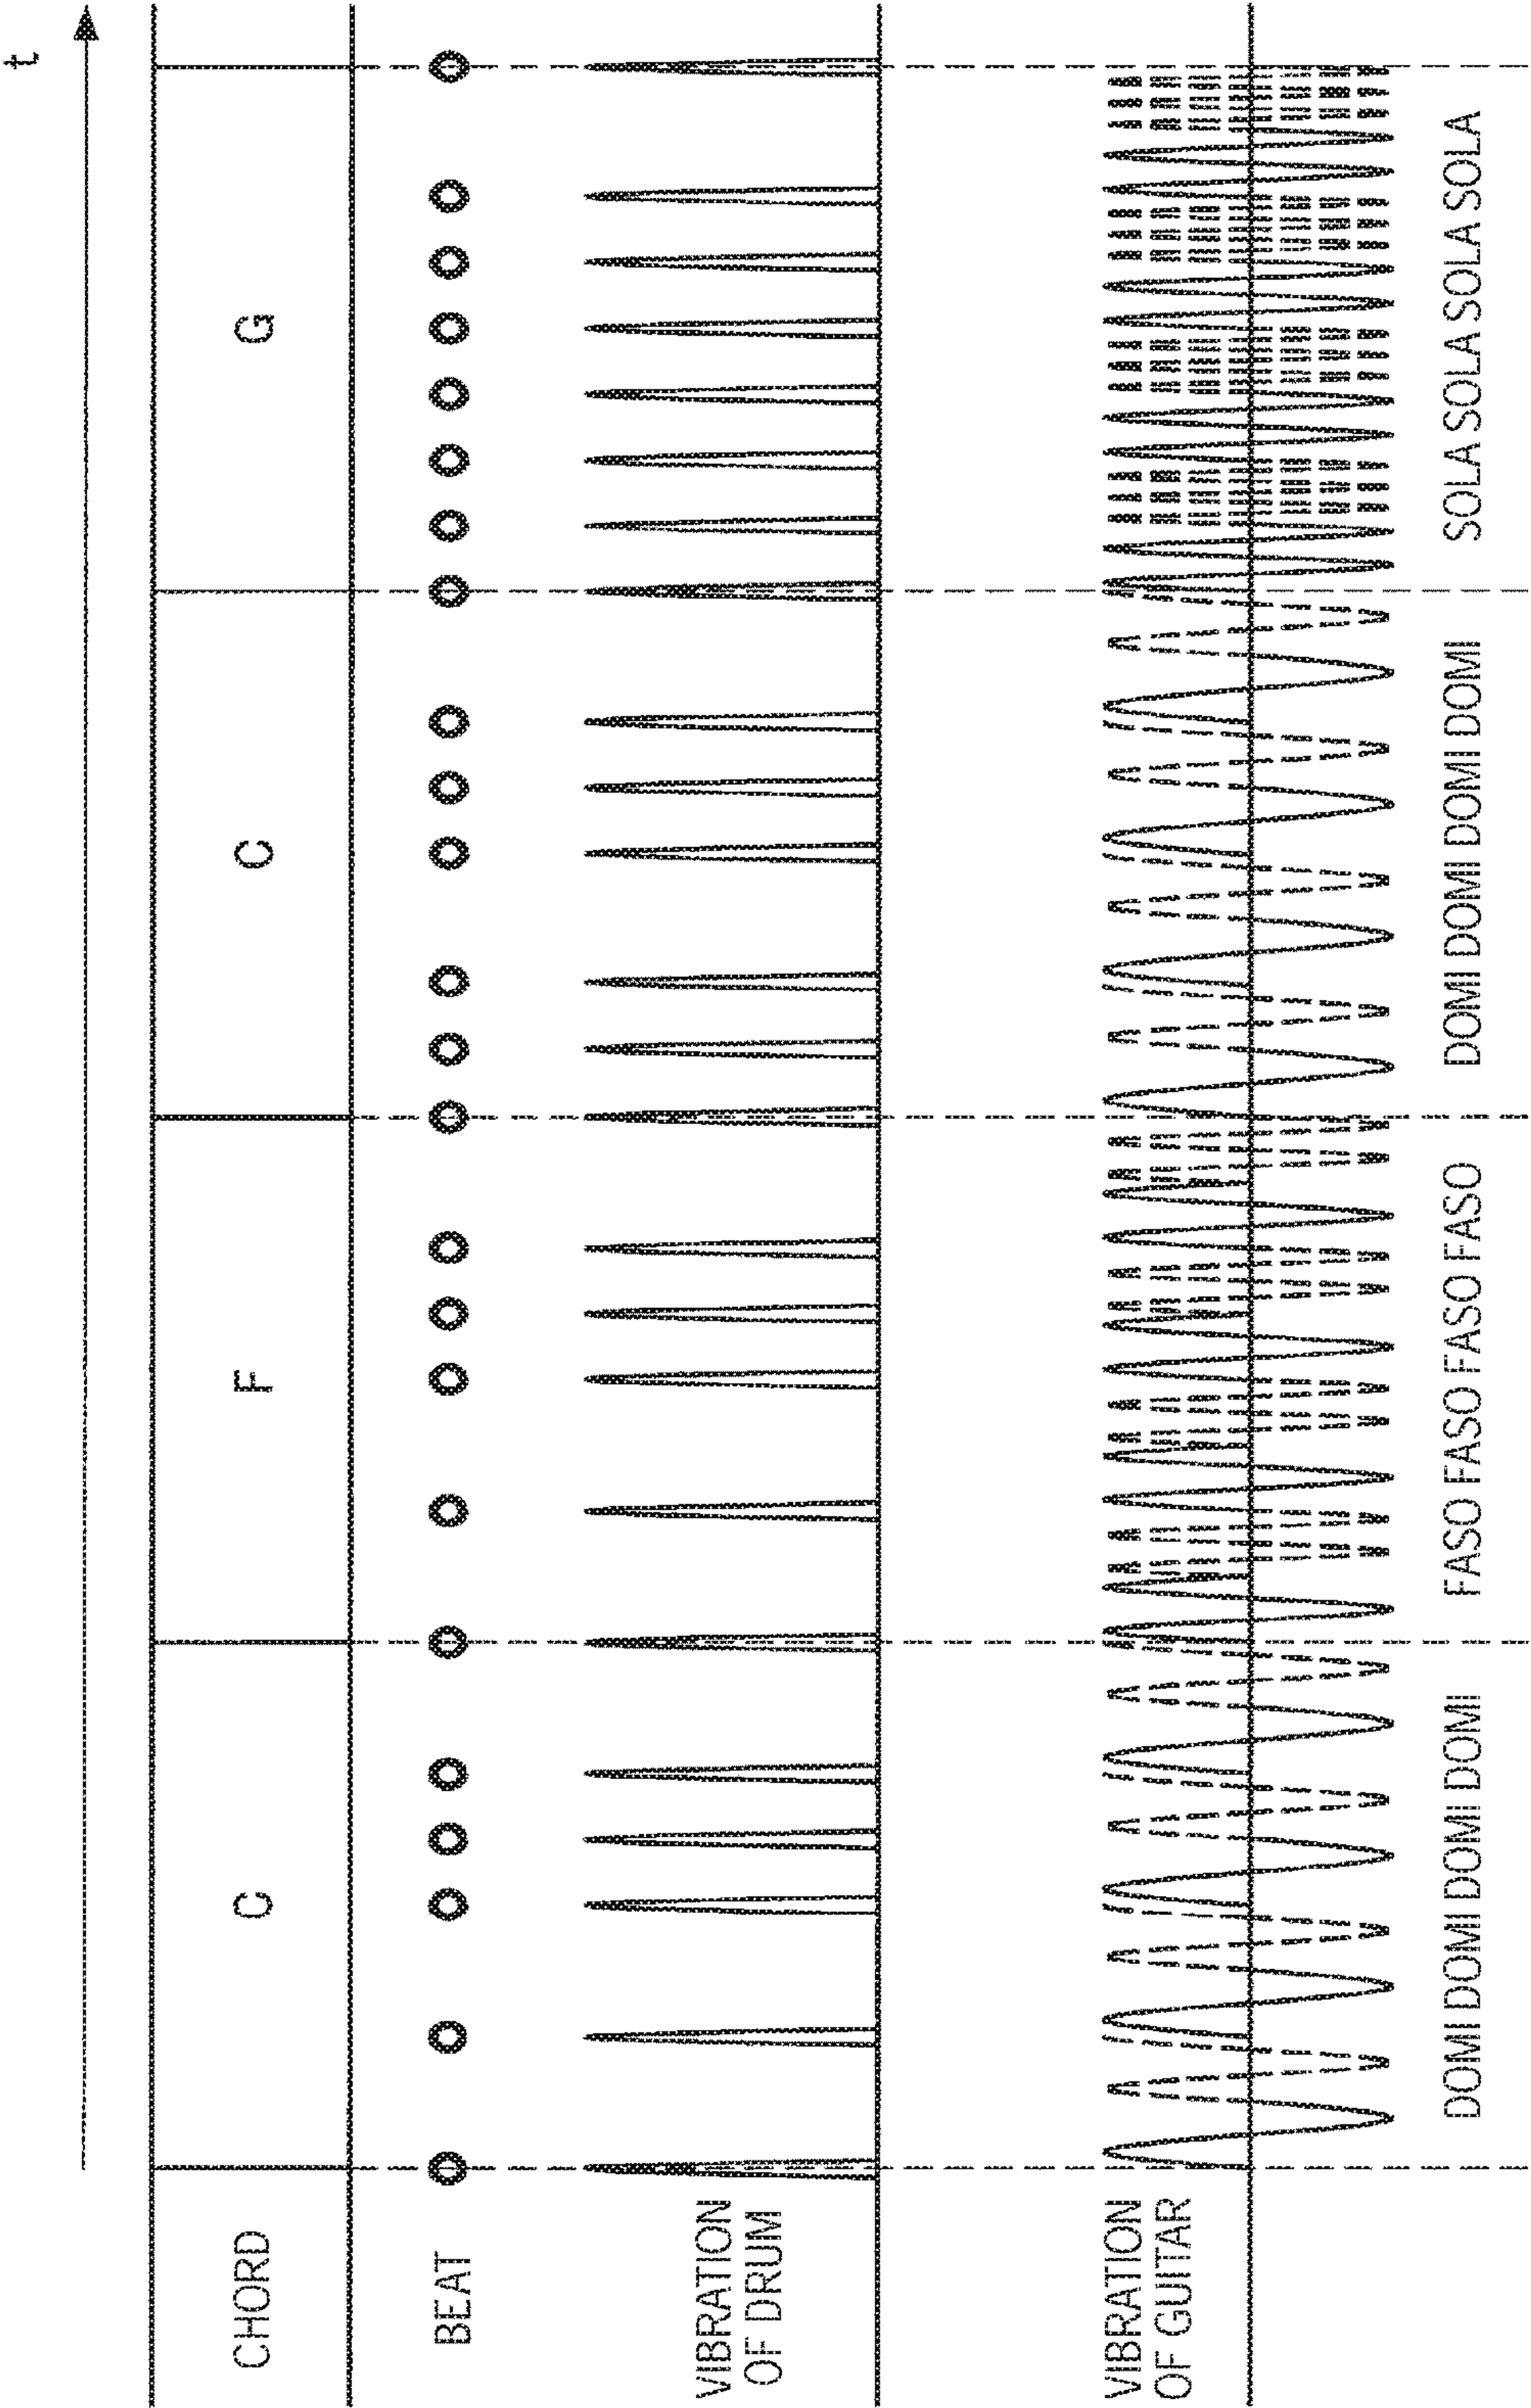 t
CHORD
C
F
C
G
BEAT
VIBRATION
OF DRUM
VIBRATION
OF GUITAR
DOMI DOMI DOMI DOMI
FASO FASO FASO FASO
DOMI DOMI DOMI DOMI
SOLA SOLA SOLA SOLA